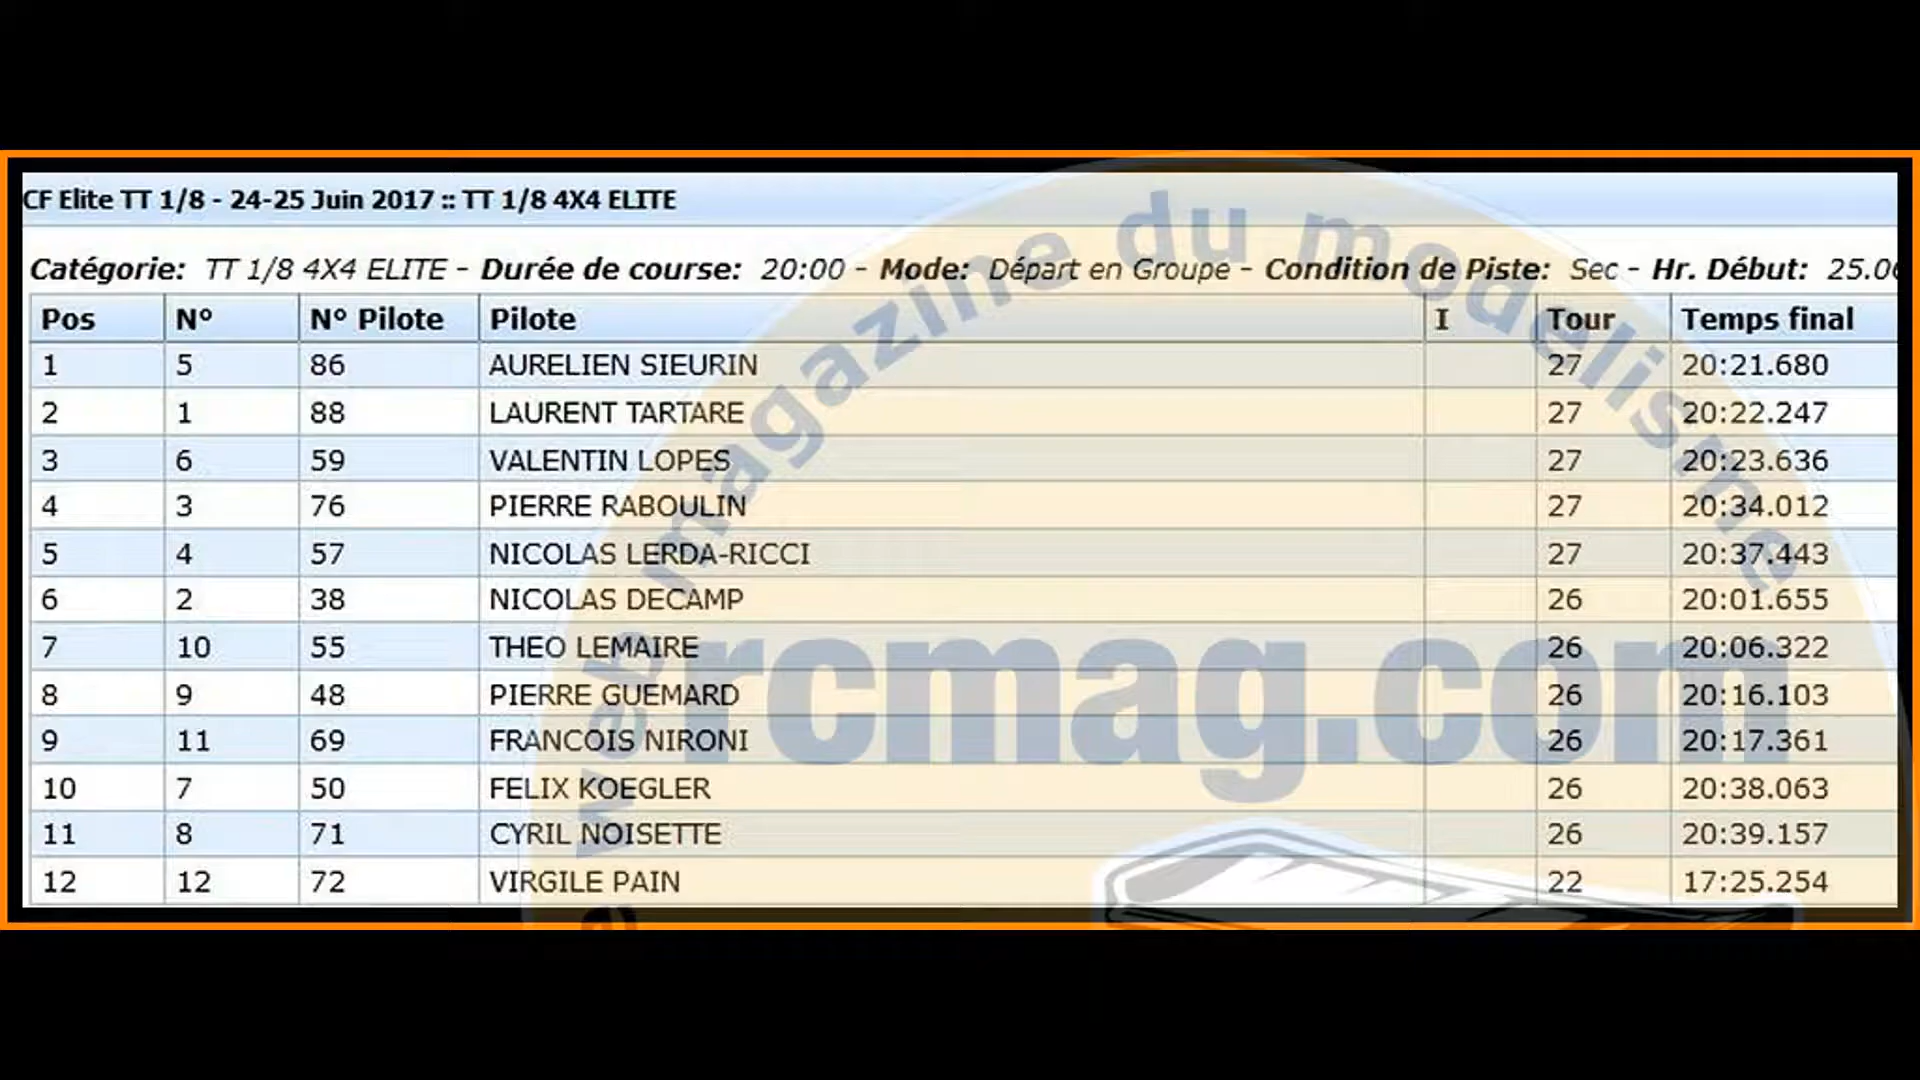 CF Elite TT 1/8 - 24-25 Juin 2017 :: TT 1/8 4X4 ELITE
Catégorie: TT 1/8 4X4 ELITE - Durée de course: 20:00 - Mode: Départ en Groupe - Condition de Piste: Sec - Hr. Début: 25.06
Pos N° N° Pilote Pilote I Tour Temps final
1 5 86 AURELIEN SIEURIN 27 20:21.680
2 1 88 LAURENT TARTARE 27 20:22.247
3 6 59 VALENTIN LOPES 27 20:23.636
4 3 76 PIERRE RABOULIN 27 20:34.012
5 4 57 NICOLAS LERDA-RICCI 27 20:37.443
6 2 38 NICOLAS DECAMP 26 20:01.655
7 10 55 THEO LEMAIRE 26 20:06.322
8 9 48 PIERRE GUEMARD 26 20:16.103
9 11 69 FRANCOIS NIRONI 26 20:17.361
10 7 50 FELIX KOEGLER 26 20:38.063
11 8 71 CYRIL NOISETTE 26 20:39.157
12 12 72 VIRGILE PAIN 22 17:25.254
e web magazine du modelisme
rcmag.com